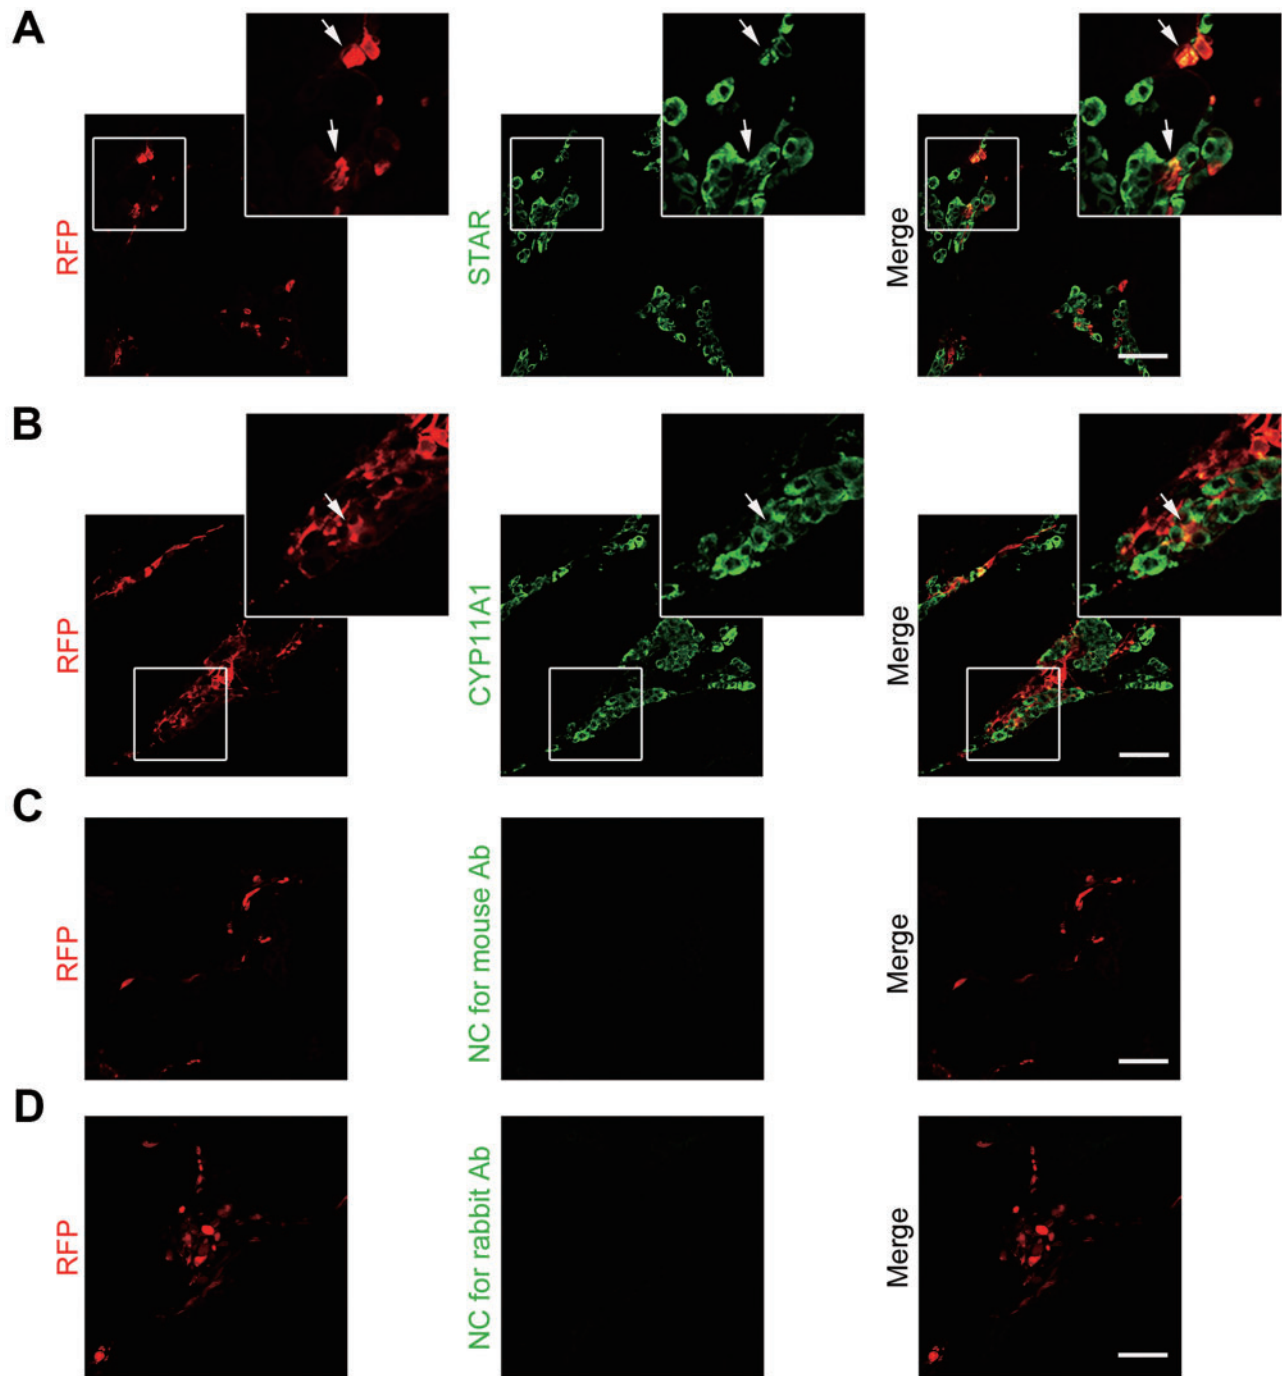 A
RFP
STAR
Merge
B
RFP
CYP11A1
Merge
C
RFP
NC for mouse Ab
Merge
D
RFP
NC for rabbit Ab
Merge